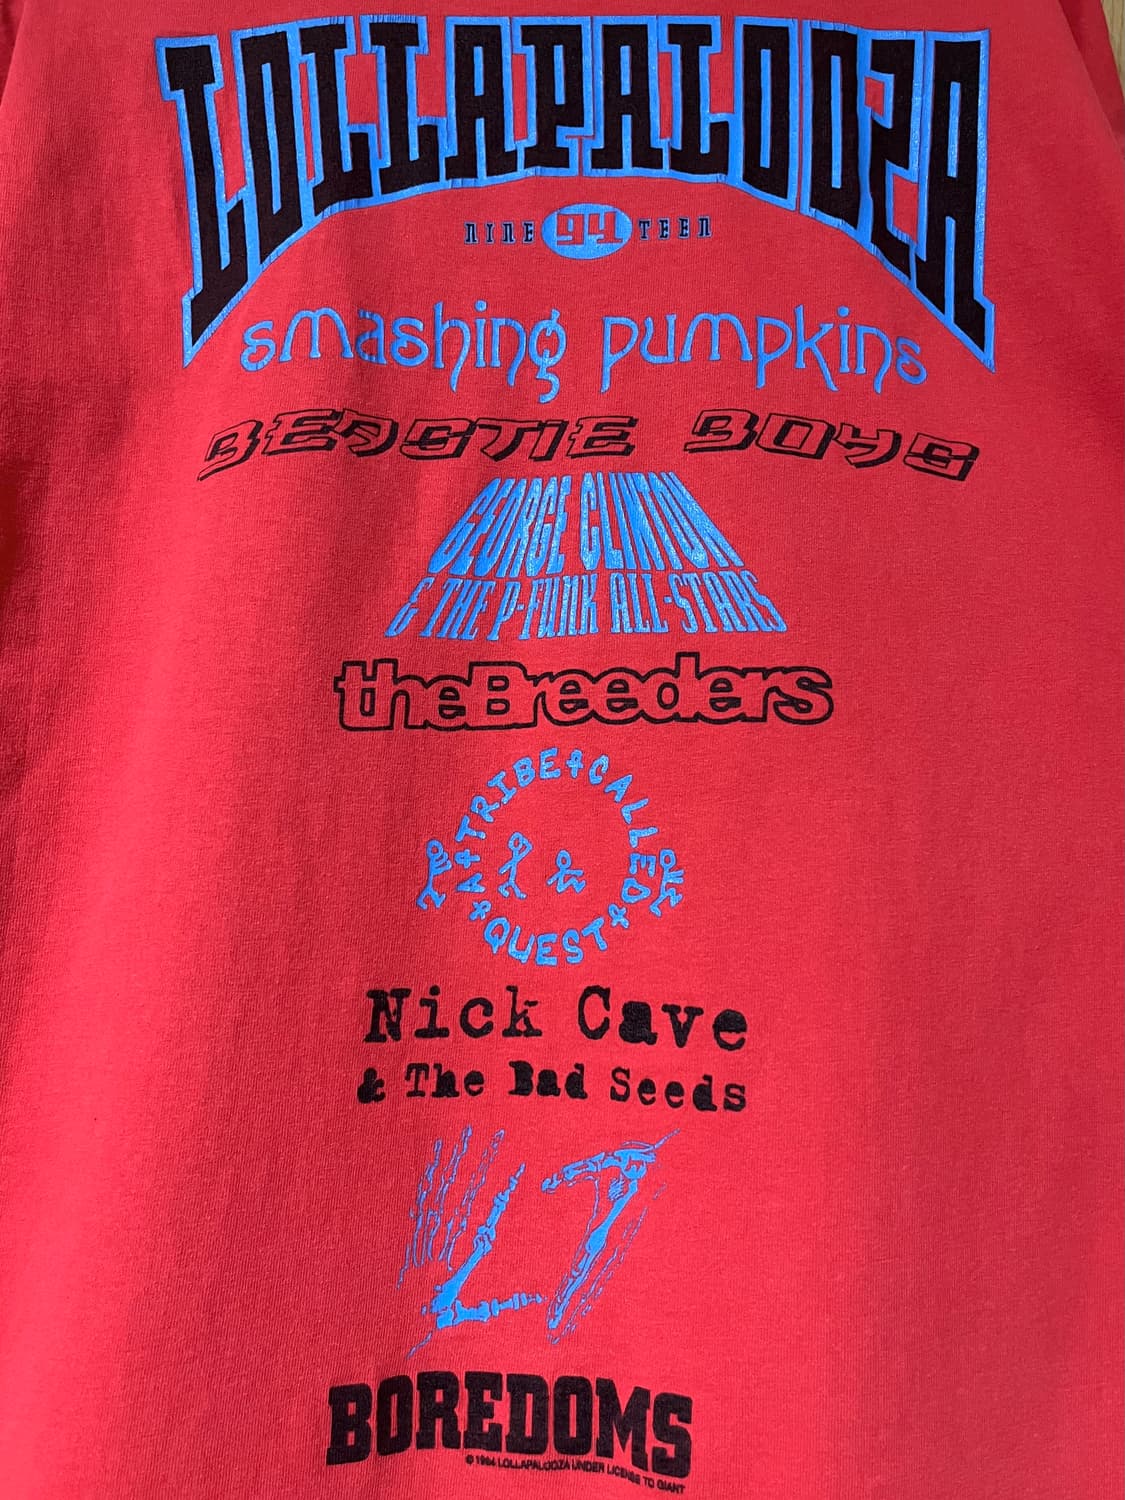 LOLLAPALOOZA
NINE 94 TEEN
smashing pumpkins
BEASTIE BOYS
GEORGE CLINTON
& THE P-FUNK ALL-STARS
theBreeders
A TRIBE CALLED QUEST
Nick Cave
& The Bad Seeds
L7
BOREDOMS
© 1994 LOLLAPALOOZA UNDER LICENSE TO GIANT